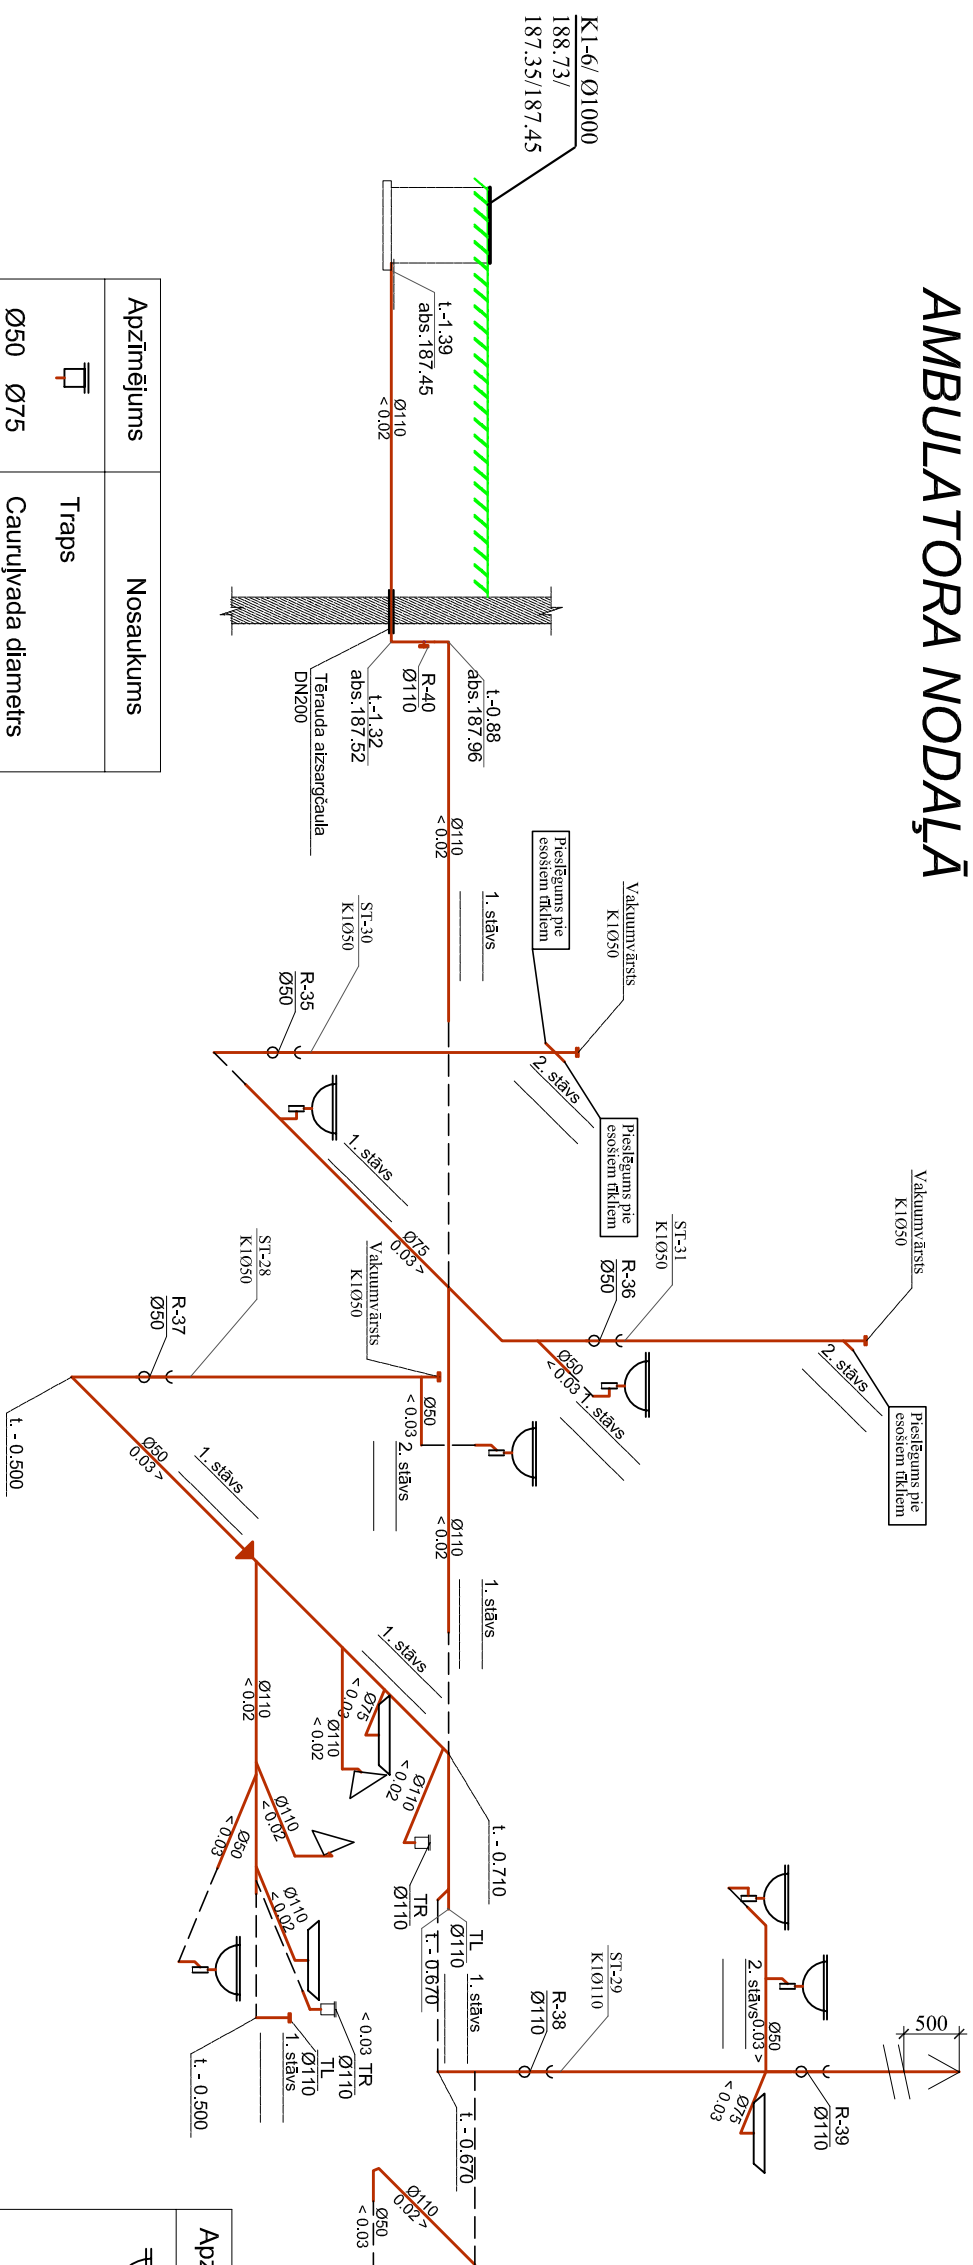 AMBULATORA NODAĻĀ
K1-6/ Ø1000
188.73/
187.35/187.45
t.-1.39
abs.187.45
Ø110
< 0.02
t.-0.88
abs.187.96
R-40
Ø110
t.-1.32
abs.187.52
Tērauda aizsargčaula
DN200
Ø110
< 0.02
1. stāvs
Pieslēgums pie
esošiem tīkliem
Vakuumvārsts
K1Ø50
ST-30
K1Ø50
R-35
Ø50
2. stāvs
Pieslēgums pie
esošiem tīkliem
1. stāvs
Ø75
0.03 >
Vakuumvārsts
K1Ø50
ST-31
K1Ø50
R-36
Ø50
2. stāvs
Pieslēgums pie
esošiem tīkliem
Ø50
< 0.03
1. stāvs
Vakuumvārsts
K1Ø50
ST-28
K1Ø50
R-37
Ø50
Ø50
< 0.03
2. stāvs
t. - 0.500
Ø50
0.03 >
1. stāvs
Ø110
< 0.02
1. stāvs
1. stāvs
Ø75
< 0.03
Ø110
< 0.02
Ø110
< 0.02
TR
Ø110
t. - 0.710
TL
Ø110
t. - 0.670
1. stāvs
Ø110
< 0.02
Ø110
< 0.02
Ø50
< 0.03
Ø110
< 0.02
< 0.03
TR
Ø110
TL
Ø110
1. stāvs
t. - 0.500
ST-29
K1Ø110
R-38
Ø110
t. - 0.670
2. stāvs
Ø50
0.03 >
500
R-39
Ø110
Ø75
< 0.03
Ø110
0.02 >
Ø50
< 0.03
Apzīmējums
Nosaukums
Traps
Ø50 Ø75
Cauruļvada diametrs
Apz